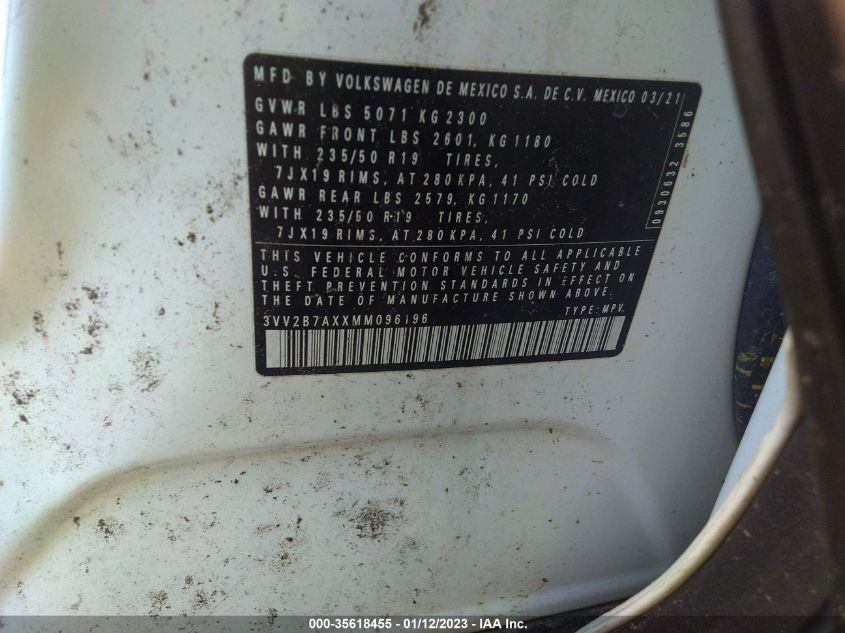 MFD BY VOLKSWAGEN DE MEXICO S.A. DE C.V. MEXICO 03/21
GVWR LBS 5071 KG 2300
GAWR FRONT LBS 2601, KG 1180
WITH 235/50 R19 TIRES,
7JX19 RIMS, AT 280 KPA, 41 PSI COLD
GAWR REAR LBS 2579, KG 1170
WITH 235/50 R19 TIRES,
7JX19 RIMS, AT 280 KPA, 41 PSI COLD
THIS VEHICLE CONFORMS TO ALL APPLICABLE
U.S. FEDERAL MOTOR VEHICLE SAFETY AND
THEFT PREVENTION STANDARDS IN EFFECT ON
THE DATE OF MANUFACTURE SHOWN ABOVE.
3VV2B7AXXMM096196 TYPE: MPV
0930632 3586
000-35618455 - 01/12/2023 - IAA Inc.